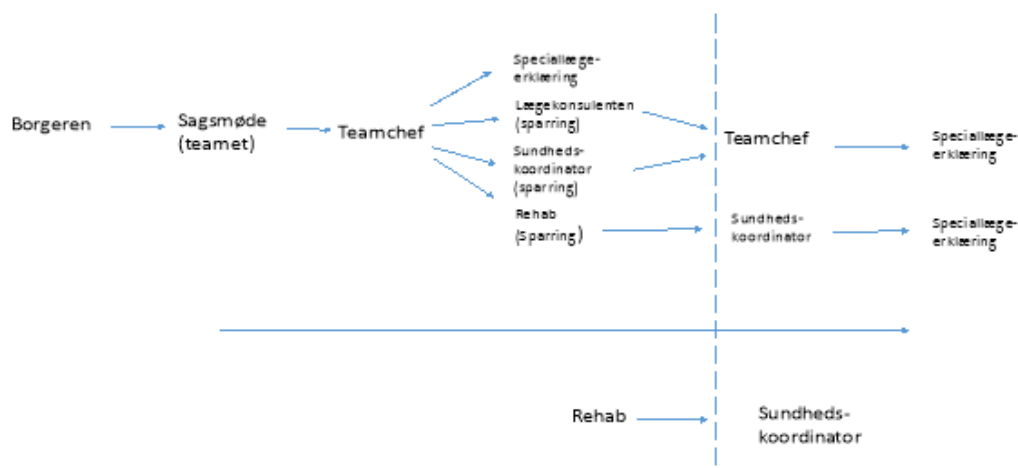 Borgeren
Sagsmøde
(teamet)
Teamchef
Speciallæge-
erklæring
Lægekonsulenten
(sparring)
Sundheds-
koordinator
(sparring)
Rehab
(Sparring)
Teamchef
Sundheds-
koordinator
Speciallæge-
erklæring
Speciallæge-
erklæring
Rehab
Sundheds-
koordinator